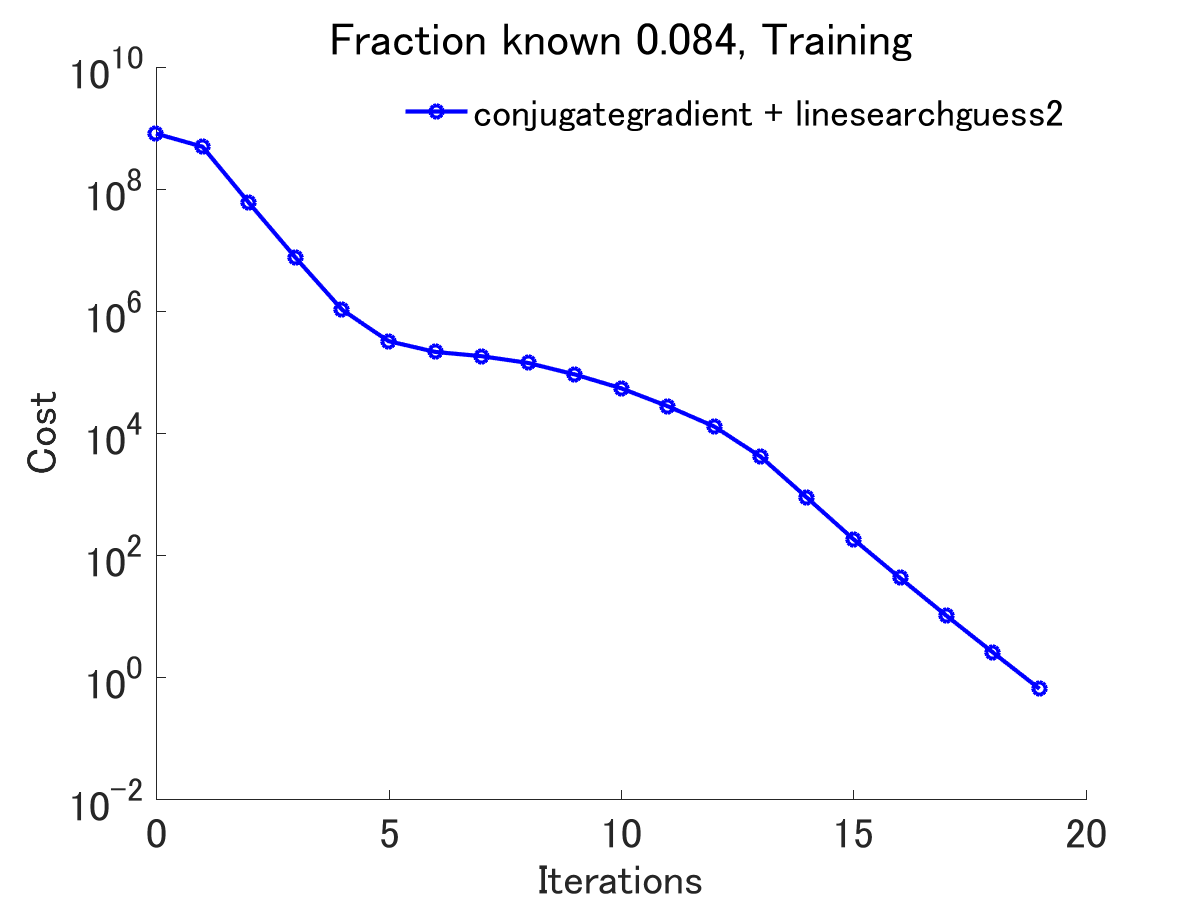 Fraction known 0.084, Training
conjugategradient + linesearchguess2
10^10
10^8
10^6
10^4
10^2
10^0
10^-2
Cost
0 5 10 15 20
Iterations